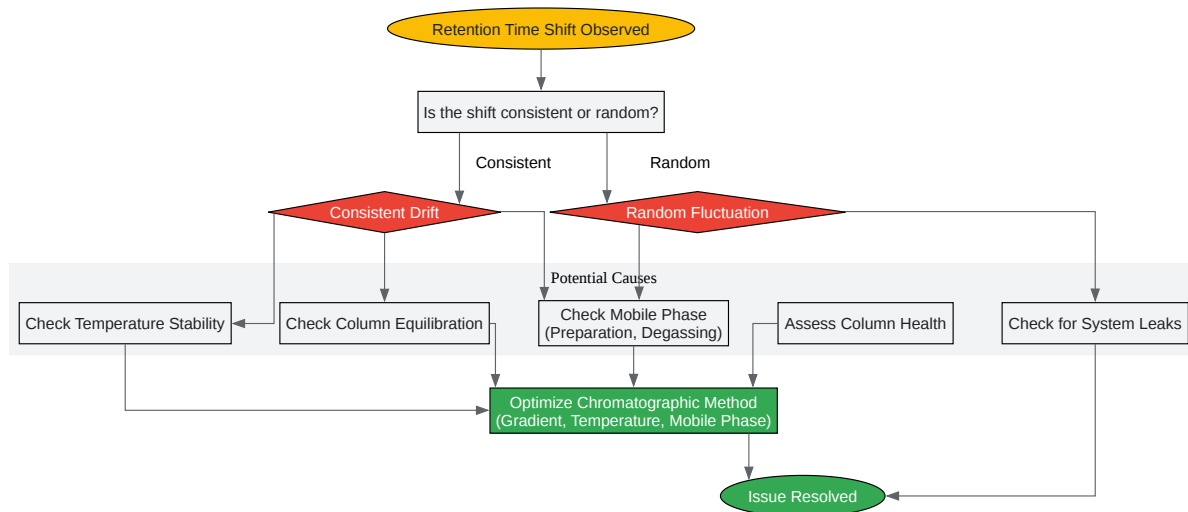 Retention Time Shift Observed
Is the shift consistent or random?
Consistent
Random
Consistent Drift
Random Fluctuation
Potential Causes
Check Temperature Stability
Check Column Equilibration
Check Mobile Phase
(Preparation, Degassing)
Assess Column Health
Check for System Leaks
Optimize Chromatographic Method
(Gradient, Temperature, Mobile Phase)
Issue Resolved